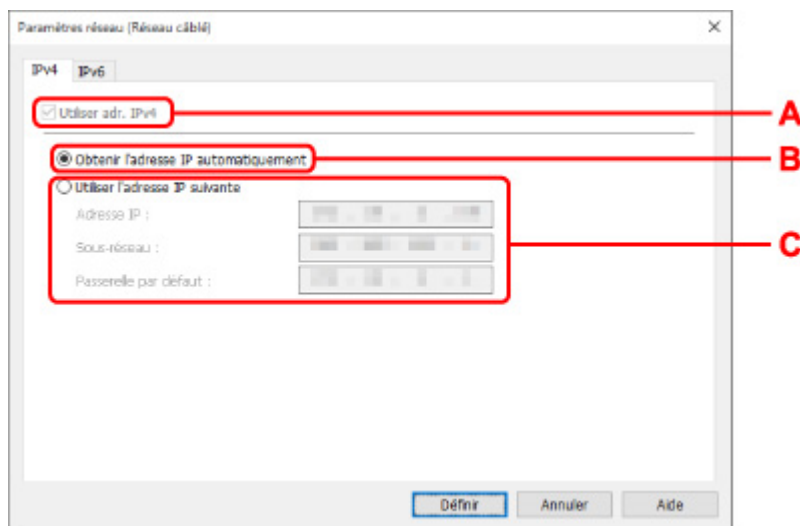 Paramètres réseau (Réseau câblé)
IPv4 IPv6
Utiliser adr. IPv4 A
Obtenir l'adresse IP automatiquement B
Utiliser l'adresse IP suivante
Adresse IP :
Sous-réseau : C
Passerelle par défaut :
Définir Annuler Aide